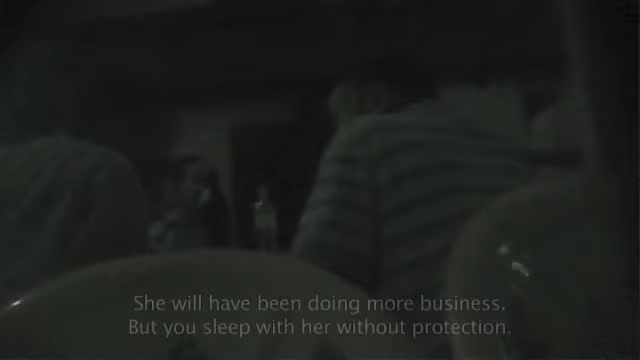 She will have been doing more business.
But you sleep with her without protection.